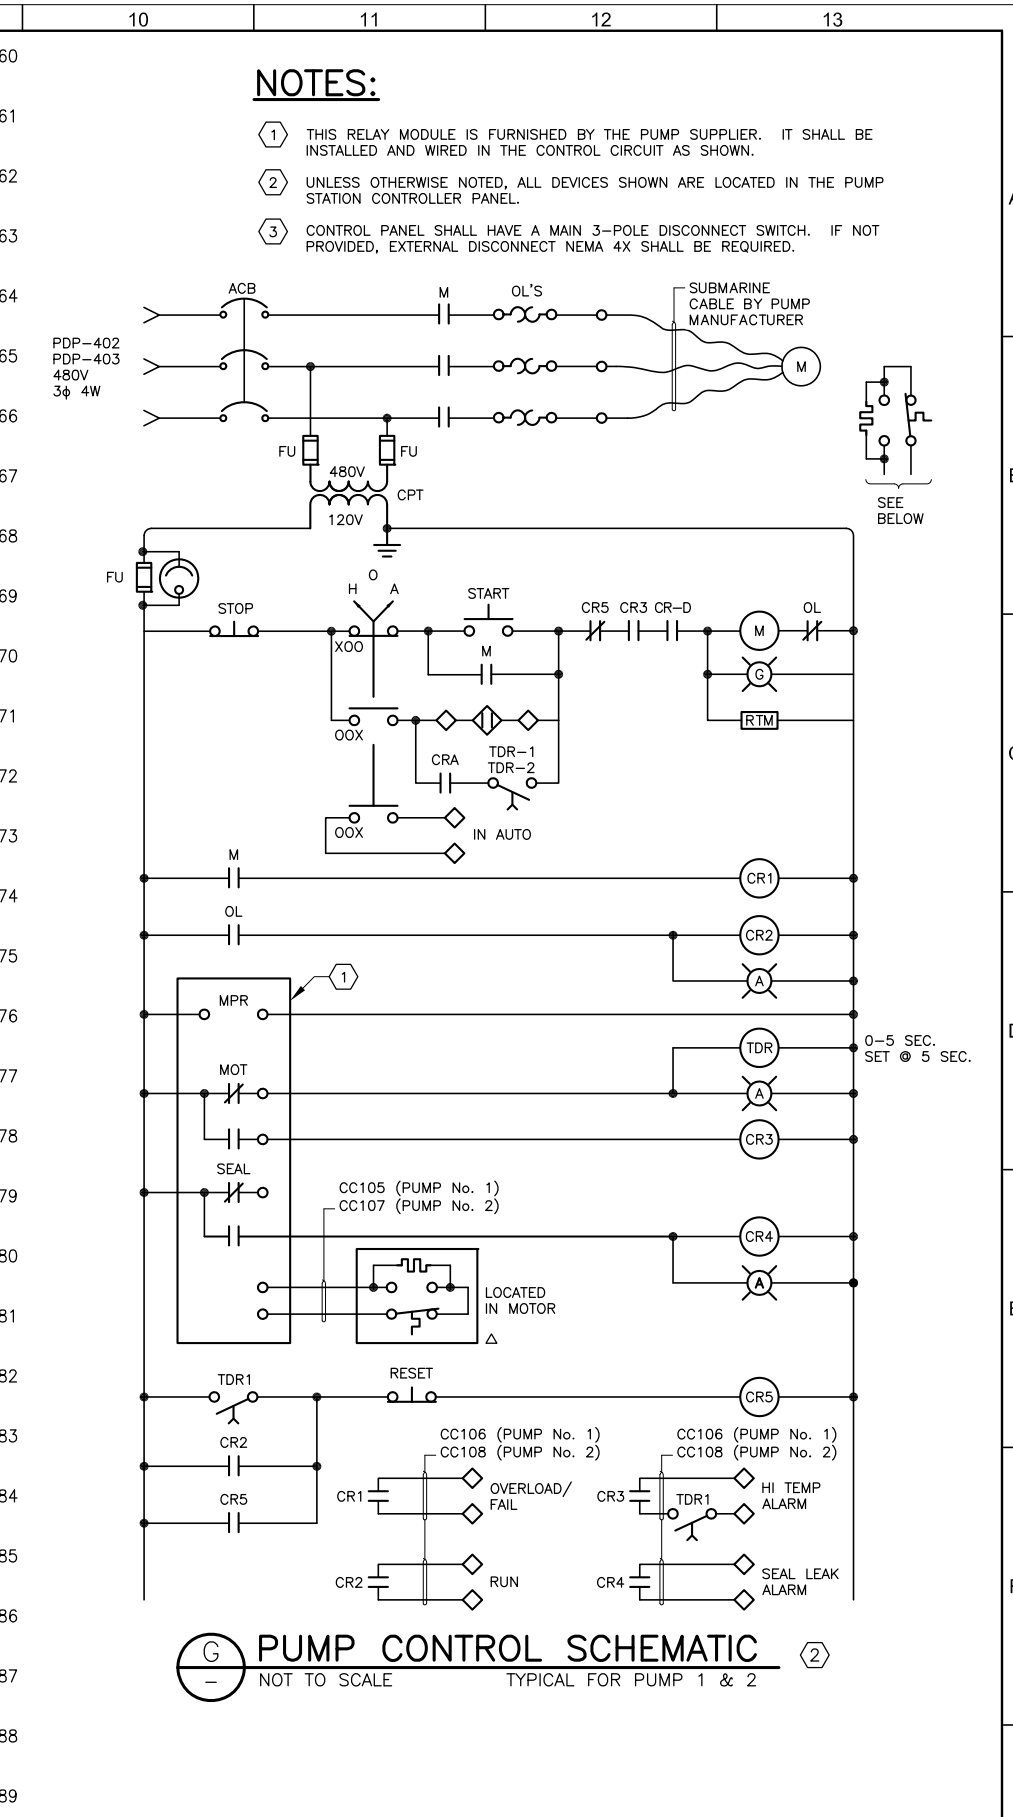 10 11 12 13
60
61
62
63
64
65
66
67
68
69
70
71
72
73
74
75
76
77
78
79
80
81
82
83
84
85
86
87
88
89
NOTES:
1 THIS RELAY MODULE IS FURNISHED BY THE PUMP SUPPLIER. IT SHALL BE
INSTALLED AND WIRED IN THE CONTROL CIRCUIT AS SHOWN.
2 UNLESS OTHERWISE NOTED, ALL DEVICES SHOWN ARE LOCATED IN THE PUMP
STATION CONTROLLER PANEL.
3 CONTROL PANEL SHALL HAVE A MAIN 3-POLE DISCONNECT SWITCH. IF NOT
PROVIDED, EXTERNAL DISCONNECT NEMA 4X SHALL BE REQUIRED.
ACB M OL'S
SUBMARINE
CABLE BY PUMP
MANUFACTURER
PDP-402
PDP-403
480V
3ϕ 4W
M
FU FU
480V
CPT
120V
SEE
BELOW
FU
H O A
STOP START
XOO
CR5 CR3 CR-D
M OL
M
G
OOX
RTM
CRA
TDR-1
TDR-2
OOX
IN AUTO
M
CR1
OL
CR2
A
1
MPR
TDR
0-5 SEC.
SET @ 5 SEC.
MOT
A
CR3
SEAL
CC105 (PUMP No. 1)
CC107 (PUMP No. 2)
CR4
A
LOCATED
IN MOTOR
TDR1 RESET
CR5
CR2
CR5
CC106 (PUMP No. 1)
CC108 (PUMP No. 2)
CR1
OVERLOAD/
FAIL
CR2
RUN
CC106 (PUMP No. 1)
CC108 (PUMP No. 2)
CR3
TDR1
HI TEMP
ALARM
CR4
SEAL LEAK
ALARM
G
-
PUMP CONTROL SCHEMATIC 2
NOT TO SCALE TYPICAL FOR PUMP 1 & 2